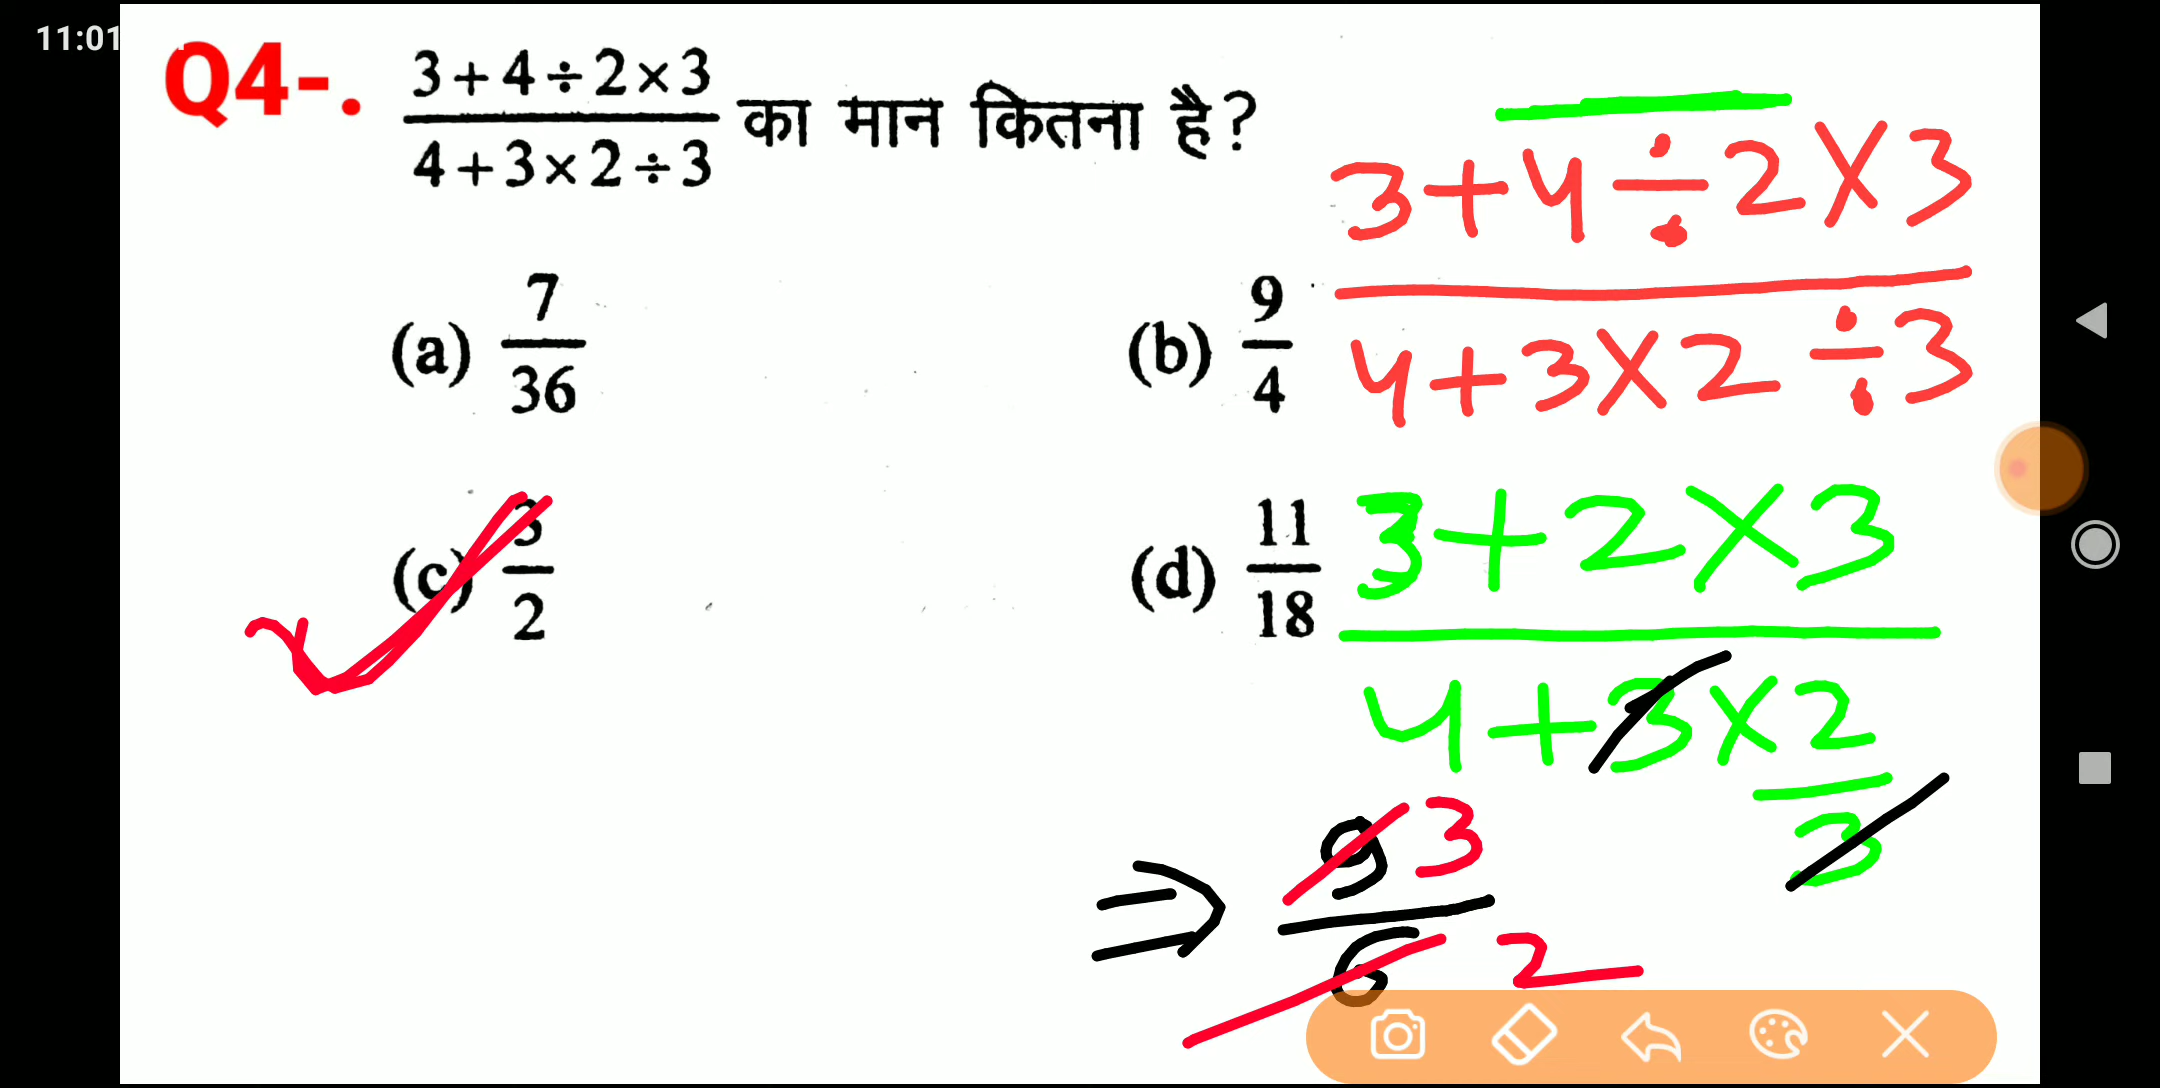 11:01
Q4-. 3+4÷2×3 / 4+3×2÷3 का मान कितना है?
(a) 7/36
(b) 9/4
(c) 3/2
(d) 11/18
3+4÷2×3
4+3×2÷3
3+2×3
4+3×2/3
⇒ 9/6 3/2